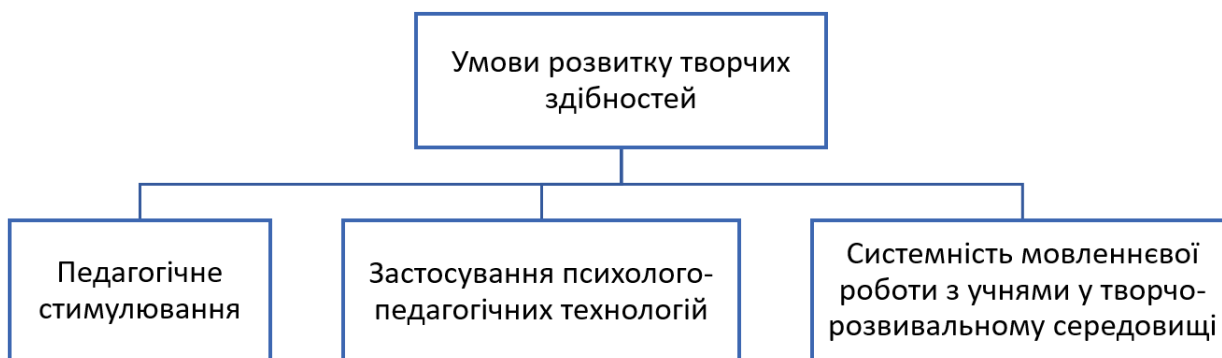 Умови розвитку творчих
здібностей
Педагогічне
стимулювання
Застосування психолого-
педагогічних технологій
Системність мовленнєвої
роботи з учнями у творчо-
розвивальному середовищі